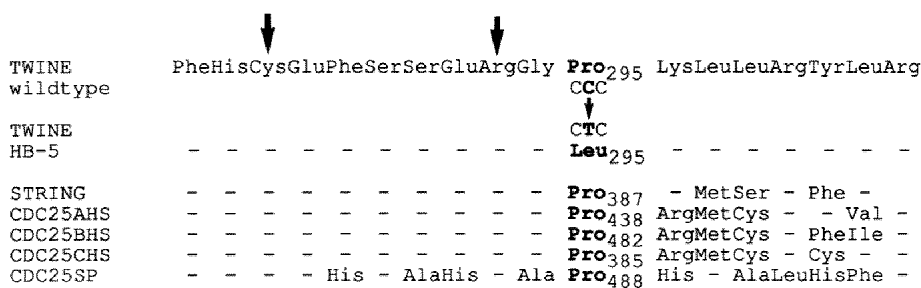 TWINE PheHisCysGluPheSerSerGluArgGly Pro295 LysLeuLeuArgTyrLeuArg
wildtype CCC
TWINE CTC
HB-5 - - - - - - - - - - Leu295 - - - - - - -
STRING - - - - - - - - - - Pro387 - MetSer - Phe -
CDC25AHS - - - - - - - - - - Pro438 ArgMetCys - - Val -
CDC25BHS - - - - - - - - - - Pro482 ArgMetCys - PheIle -
CDC25CHS - - - - - - - - - - Pro385 ArgMetCys - Cys - -
CDC25SP - - - - His - AlaHis - Ala Pro488 His - AlaLeuHisPhe -